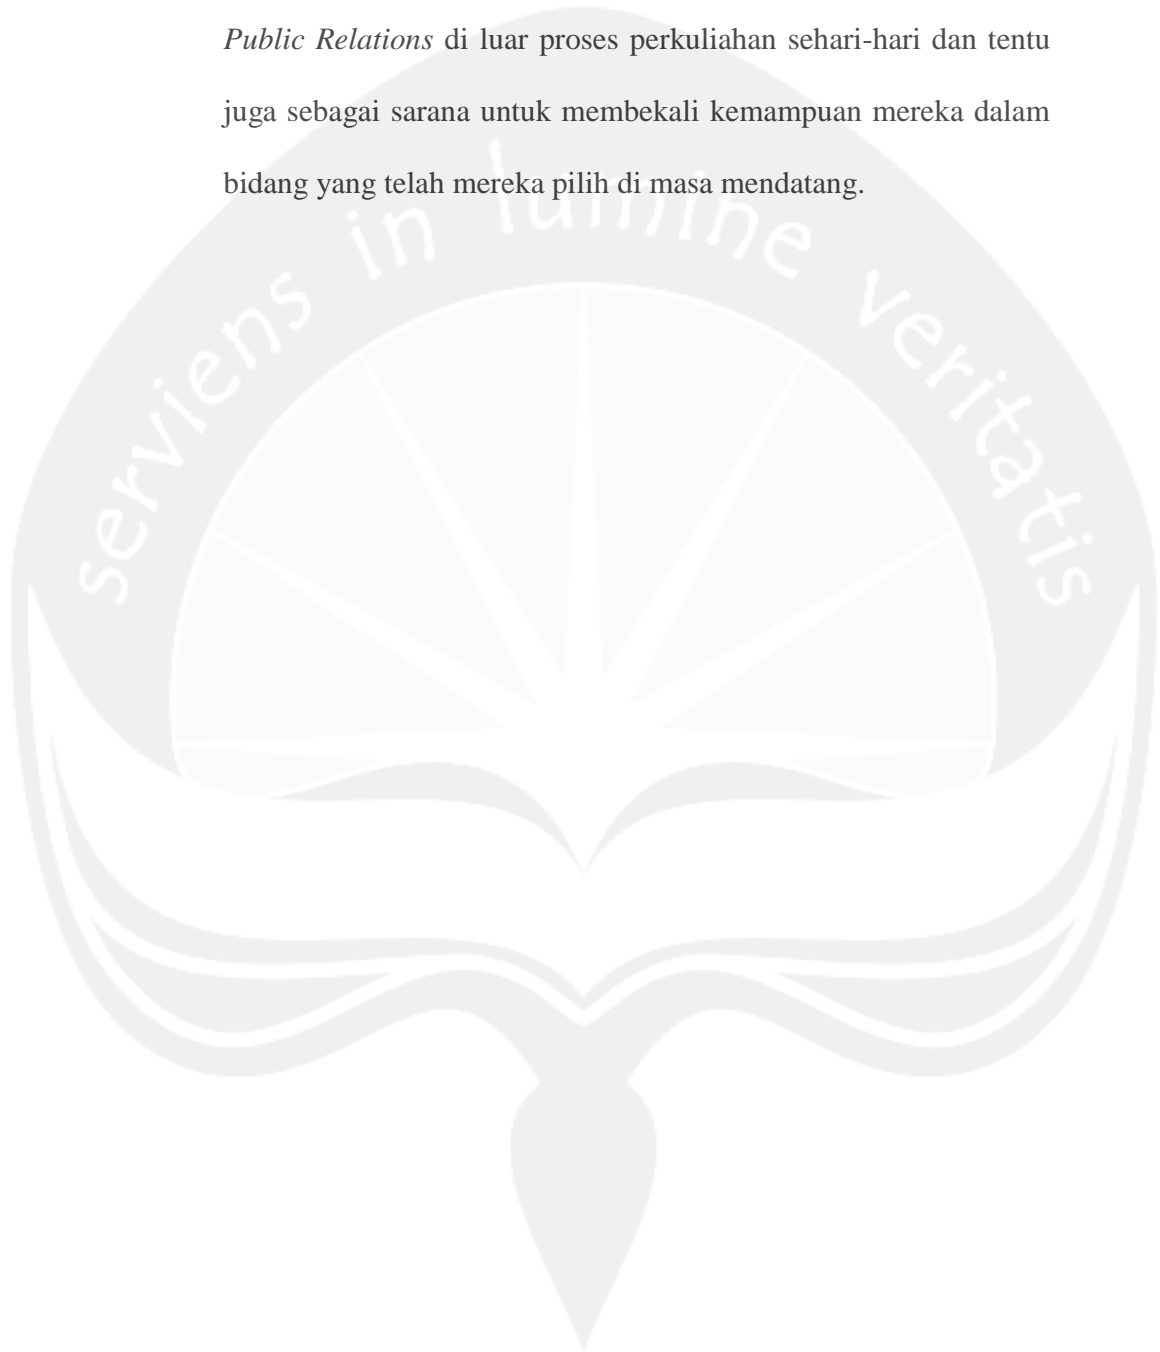 Public Relations di luar proses perkuliahan sehari-hari dan tentu
juga sebagai sarana untuk membekali kemampuan mereka dalam
bidang yang telah mereka pilih di masa mendatang.
serviens in lumine veritatis